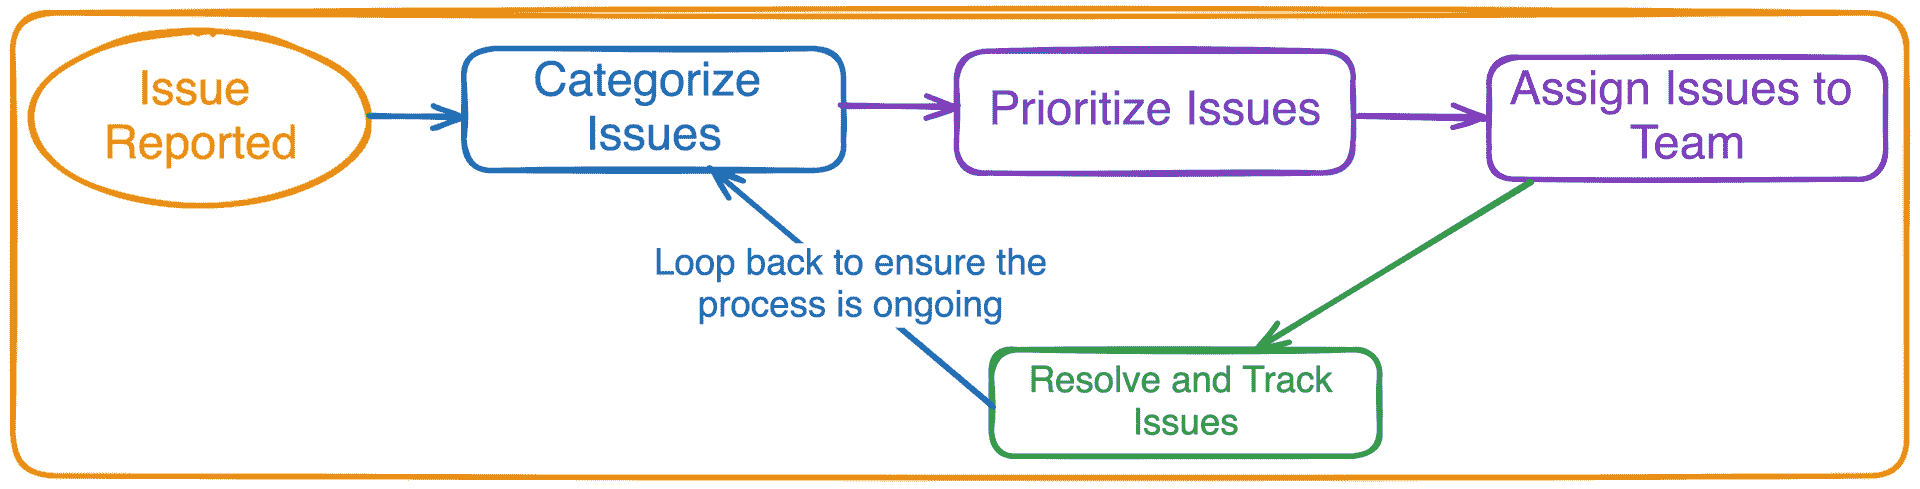 Issue
Reported
Categorize
Issues
Prioritize Issues
Assign Issues to
Team
Loop back to ensure the
process is ongoing
Resolve and Track
Issues